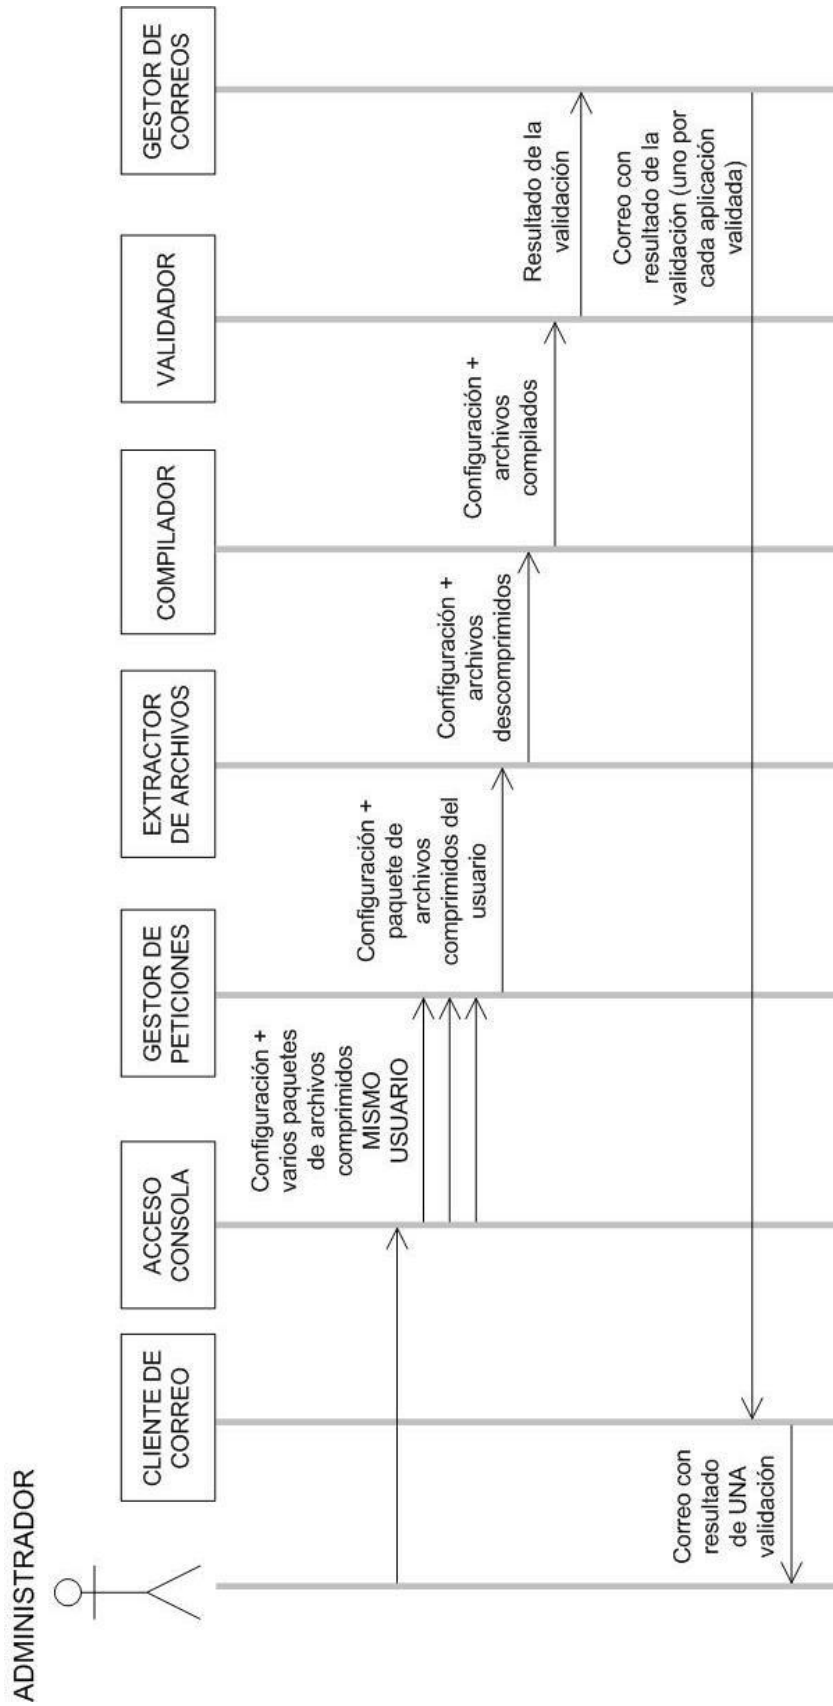 ADMINISTRADOR
CLIENTE DE
CORREO
ACCESO
CONSOLA
GESTOR DE
PETICIONES
EXTRACTOR
DE ARCHIVOS
COMPILADOR
VALIDADOR
GESTOR DE
CORREOS
Configuración +
varios paquetes
de archivos
comprimidos
MISMO
USUARIO
Configuración +
paquete de
archivos
comprimidos del
usuario
Configuración +
archivos
descomprimidos
Configuración +
archivos
compilados
Resultado de la
validación
Correo con
resultado de la
validación (uno por
cada aplicación
validada)
Correo con
resultado
de UNA
validación